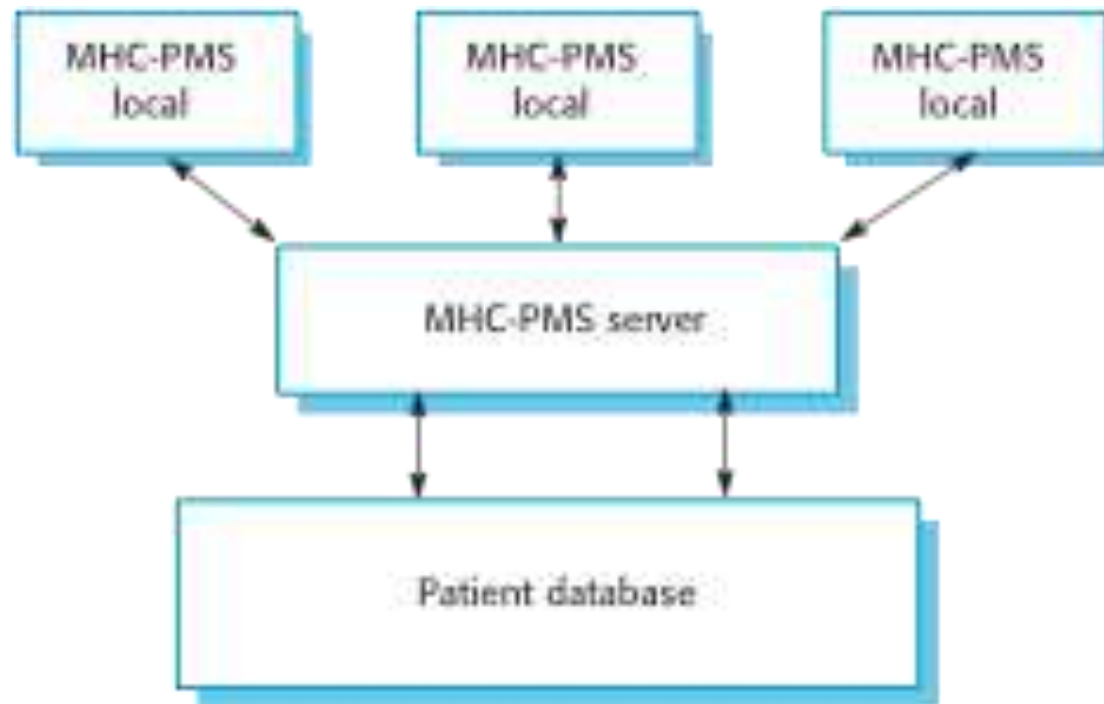 MHC-PMS
local
MHC-PMS
local
MHC-PMS
local
MHC-PMS server
Patient database